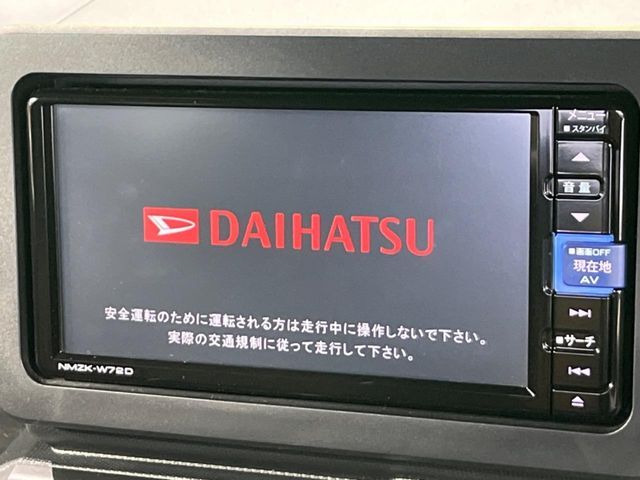 メニュー
■スタンバイ
音量
DAIHATSU
■画面OFF
現在地
AV
安全運転のために運転される方は走行中に操作しないで下さい。
実際の交通規制に従って走行して下さい。
■サーチ
NMZK-W72D